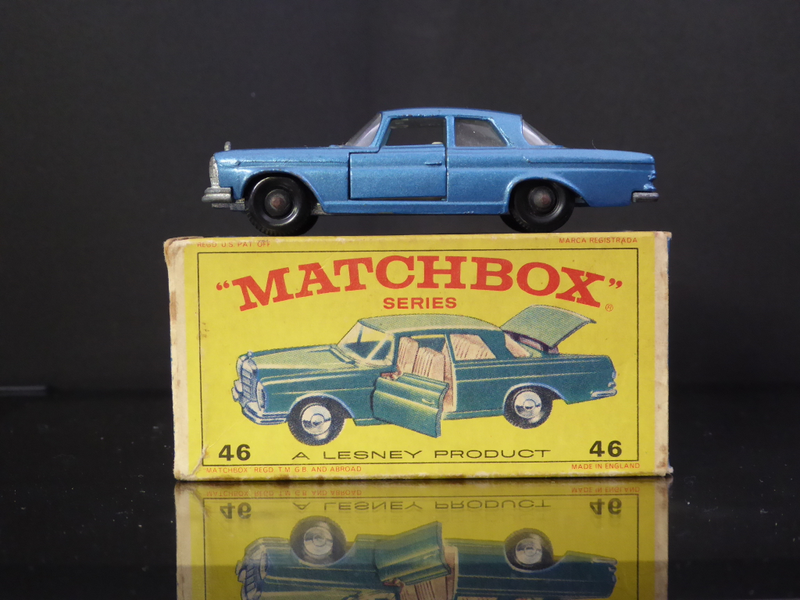 REGD. U.S. PAT. Off. MARCA REGISTRADA
"MATCHBOX"®
SERIES
46 A LESNEY PRODUCT 46
MATCHBOX REGD. T.M. G.B. AND ABROAD MADE IN ENGLAND